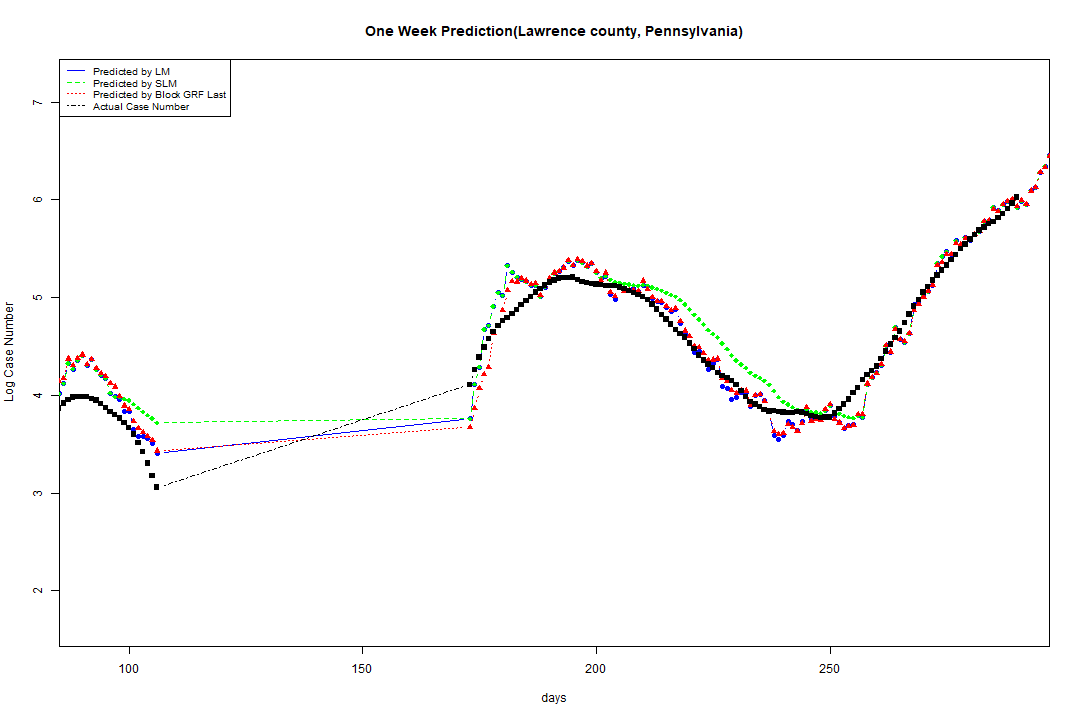 One Week Prediction(Lawrence county, Pennsylvania)
Predicted by LM
Predicted by SLM
Predicted by Block GRF Last
Actual Case Number
7
6
5
4
3
2
Log Case Number
100
150
200
250
days